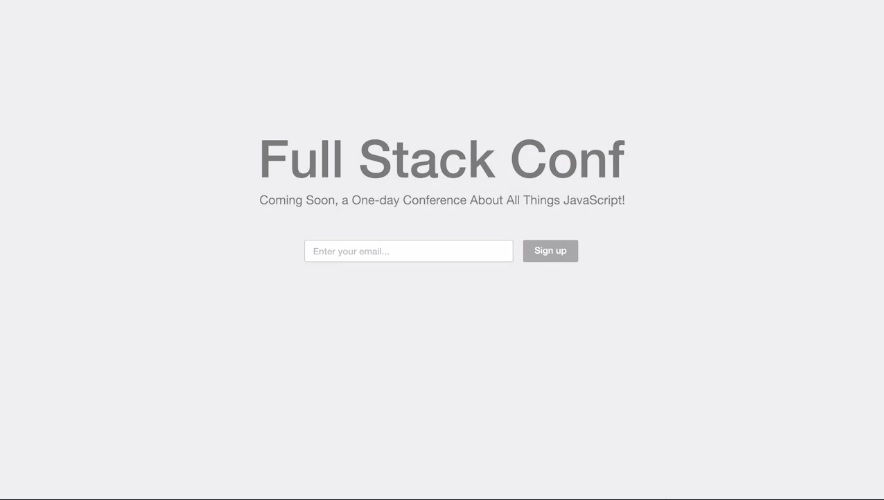 Full Stack Conf
Coming Soon, a One-day Conference About All Things JavaScript!
Enter your email...
Sign up